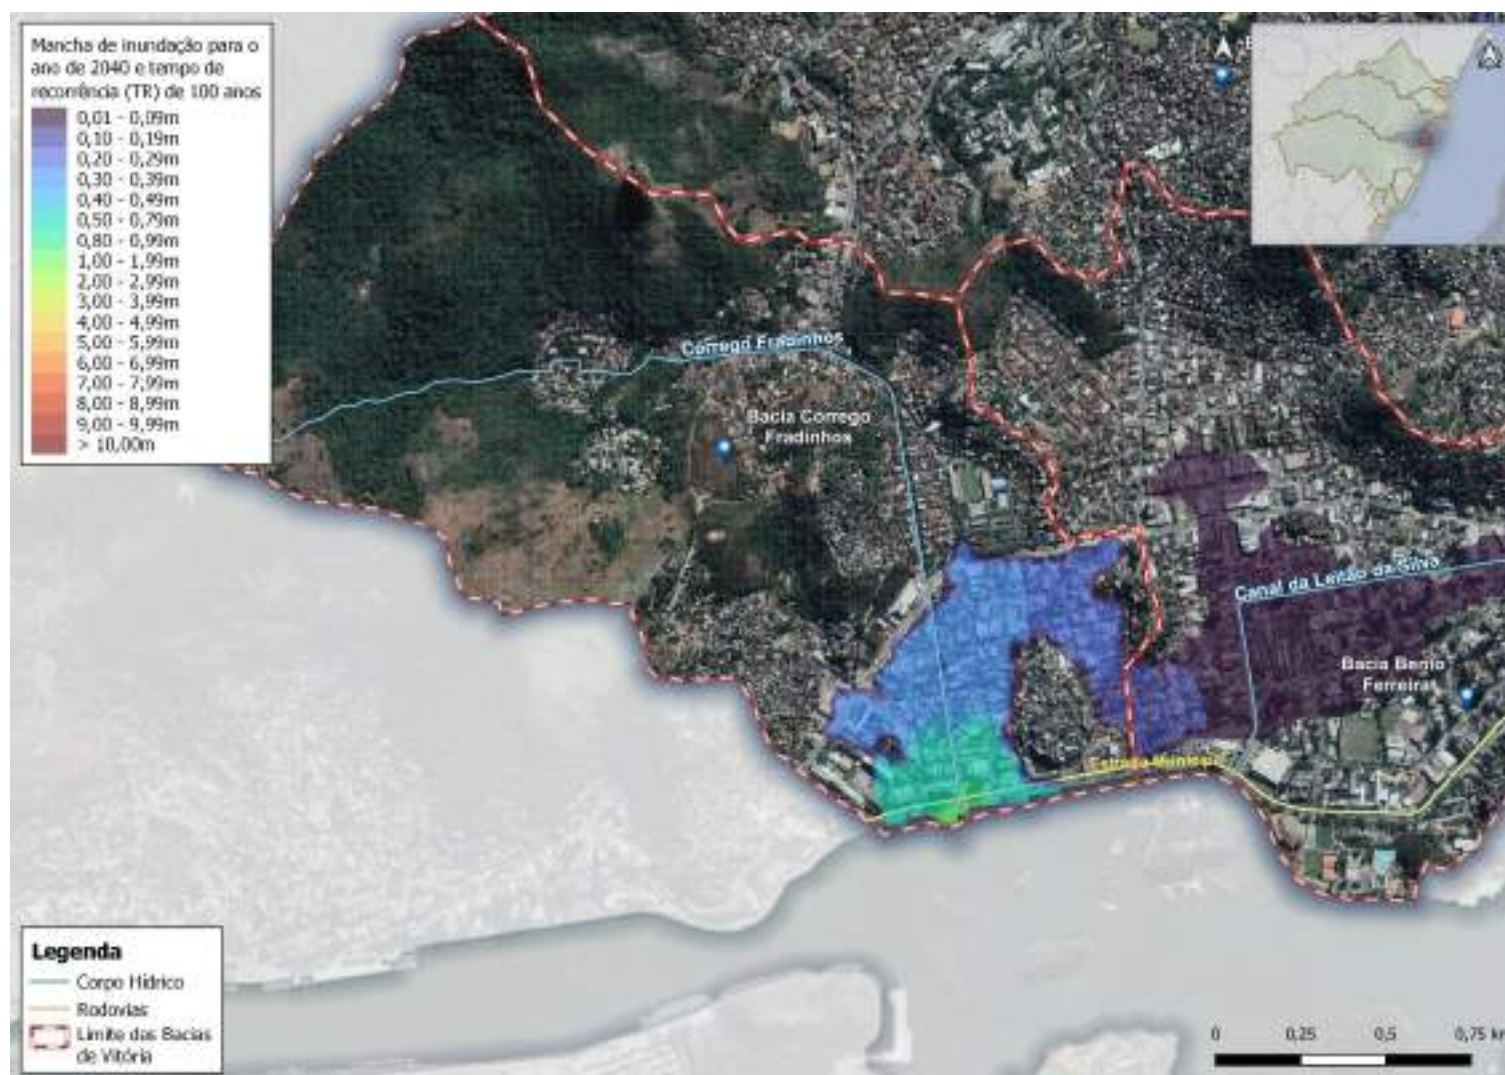 Mancha de inundação para o
ano de 2040 e tempo de
recorrência (TR) de 100 anos
0,01 - 0,09m
0,10 - 0,19m
0,20 - 0,29m
0,30 - 0,39m
0,40 - 0,49m
0,50 - 0,79m
0,80 - 0,99m
1,00 - 1,99m
2,00 - 2,99m
3,00 - 3,99m
4,00 - 4,99m
5,00 - 5,99m
6,00 - 6,99m
7,00 - 7,99m
8,00 - 8,99m
9,00 - 9,99m
> 10,00m
Córrego Fradinhos
Bacia Corrego
Fradinhos
Canal da Leitão da Silva
Bacia Bento
Ferreira
Estrada Municip
Legenda
Corpo Hídrico
Rodovias
Limite das Bacias
de Vitória
0 0,25 0,5 0,75 km